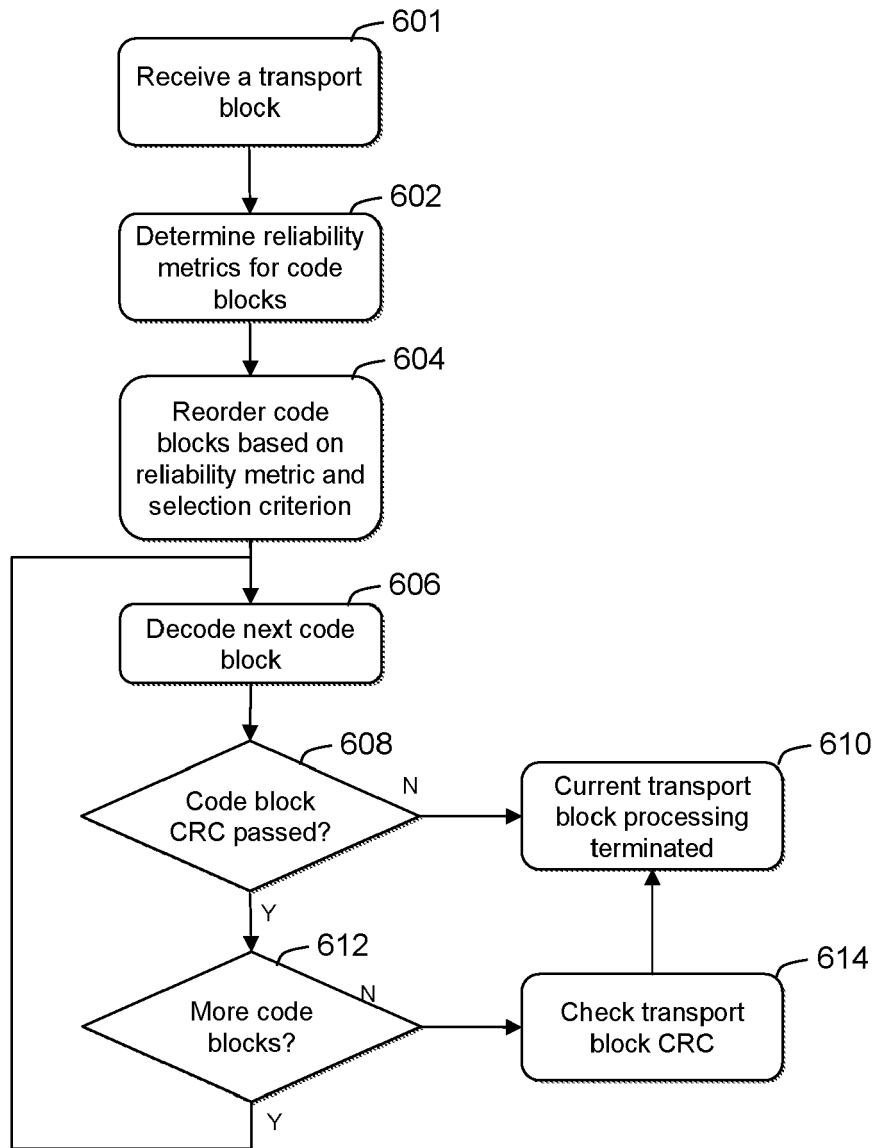 601
Receive a transport
block
602
Determine reliability
metrics for code
blocks
604
Reorder code
blocks based on
reliability metric and
selection criterion
606
Decode next code
block
608
Code block
CRC passed?
N
Y
610
Current transport
block processing
terminated
612
More code
blocks?
N
Y
614
Check transport
block CRC